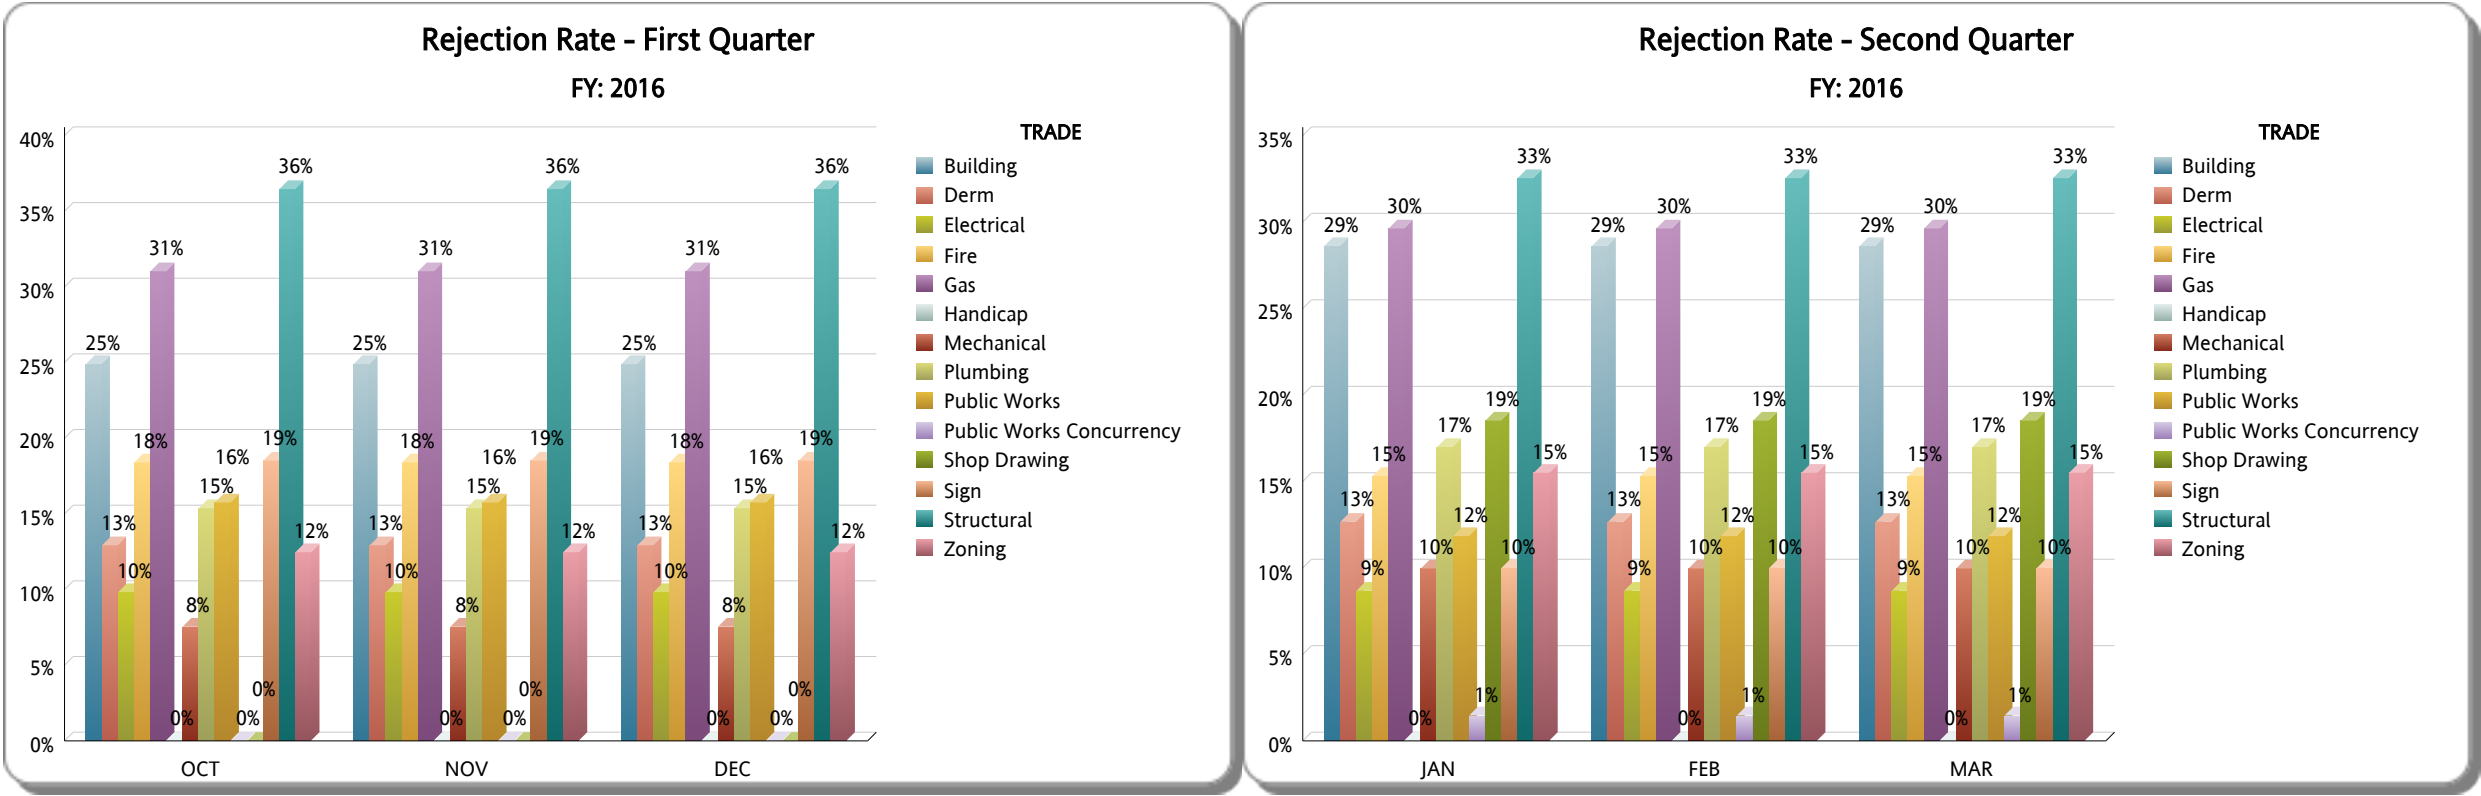 Rejection Rate - First Quarter
FY: 2016
40%
35%
30%
25%
20%
15%
10%
5%
0%
25%
13%
10%
18%
31%
0%
8%
15%
16%
0%
0%
19%
36%
12%
25%
13%
10%
18%
31%
0%
8%
15%
16%
0%
0%
19%
36%
12%
25%
13%
10%
18%
31%
0%
8%
15%
16%
0%
0%
19%
36%
12%
OCT
NOV
DEC
TRADE
Building
Derm
Electrical
Fire
Gas
Handicap
Mechanical
Plumbing
Public Works
Public Works Concurrency
Shop Drawing
Sign
Structural
Zoning
Rejection Rate - Second Quarter
FY: 2016
35%
30%
25%
20%
15%
10%
5%
0%
29%
13%
9%
15%
30%
0%
10%
17%
12%
1%
19%
10%
33%
15%
29%
13%
9%
15%
30%
0%
10%
17%
12%
1%
19%
10%
33%
15%
29%
13%
9%
15%
30%
0%
10%
17%
12%
1%
19%
10%
33%
15%
JAN
FEB
MAR
TRADE
Building
Derm
Electrical
Fire
Gas
Handicap
Mechanical
Plumbing
Public Works
Public Works Concurrency
Shop Drawing
Sign
Structural
Zoning